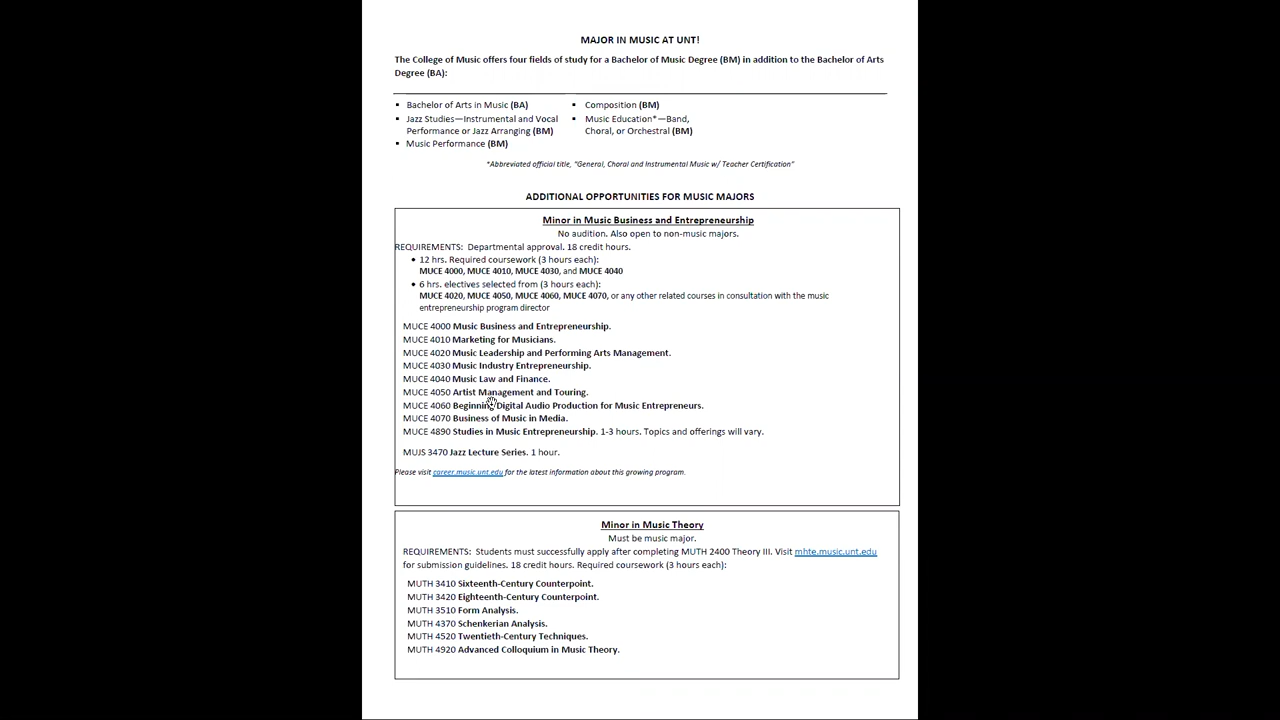 MAJOR IN MUSIC AT UNT!
The College of Music offers four fields of study for a Bachelor of Music Degree (BM) in addition to the Bachelor of Arts
Degree (BA):
▪ Bachelor of Arts in Music (BA)
▪ Jazz Studies—Instrumental and Vocal
Performance or Jazz Arranging (BM)
▪ Music Performance (BM)
▪ Composition (BM)
▪ Music Education*—Band,
Choral, or Orchestral (BM)
*Abbreviated official title, "General, Choral and Instrumental Music w/ Teacher Certification"
ADDITIONAL OPPORTUNITIES FOR MUSIC MAJORS
Minor in Music Business and Entrepreneurship
No audition. Also open to non-music majors.
REQUIREMENTS: Departmental approval. 18 credit hours.
• 12 hrs. Required coursework (3 hours each):
MUCE 4000, MUCE 4010, MUCE 4030, and MUCE 4040
• 6 hrs. electives selected from (3 hours each):
MUCE 4020, MUCE 4050, MUCE 4060, MUCE 4070, or any other related courses in consultation with the music
entrepreneurship program director
MUCE 4000 Music Business and Entrepreneurship.
MUCE 4010 Marketing for Musicians.
MUCE 4020 Music Leadership and Performing Arts Management.
MUCE 4030 Music Industry Entrepreneurship.
MUCE 4040 Music Law and Finance.
MUCE 4050 Artist Management and Touring.
MUCE 4060 Beginning Digital Audio Production for Music Entrepreneurs.
MUCE 4070 Business of Music in Media.
MUCE 4890 Studies in Music Entrepreneurship. 1-3 hours. Topics and offerings will vary.
MUJS 3470 Jazz Lecture Series. 1 hour.
Please visit career.music.unt.edu for the latest information about this growing program.
Minor in Music Theory
Must be music major.
REQUIREMENTS: Students must successfully apply after completing MUTH 2400 Theory III. Visit mhte.music.unt.edu
for submission guidelines. 18 credit hours. Required coursework (3 hours each):
MUTH 3410 Sixteenth-Century Counterpoint.
MUTH 3420 Eighteenth-Century Counterpoint.
MUTH 3510 Form Analysis.
MUTH 4370 Schenkerian Analysis.
MUTH 4520 Twentieth-Century Techniques.
MUTH 4920 Advanced Colloquium in Music Theory.